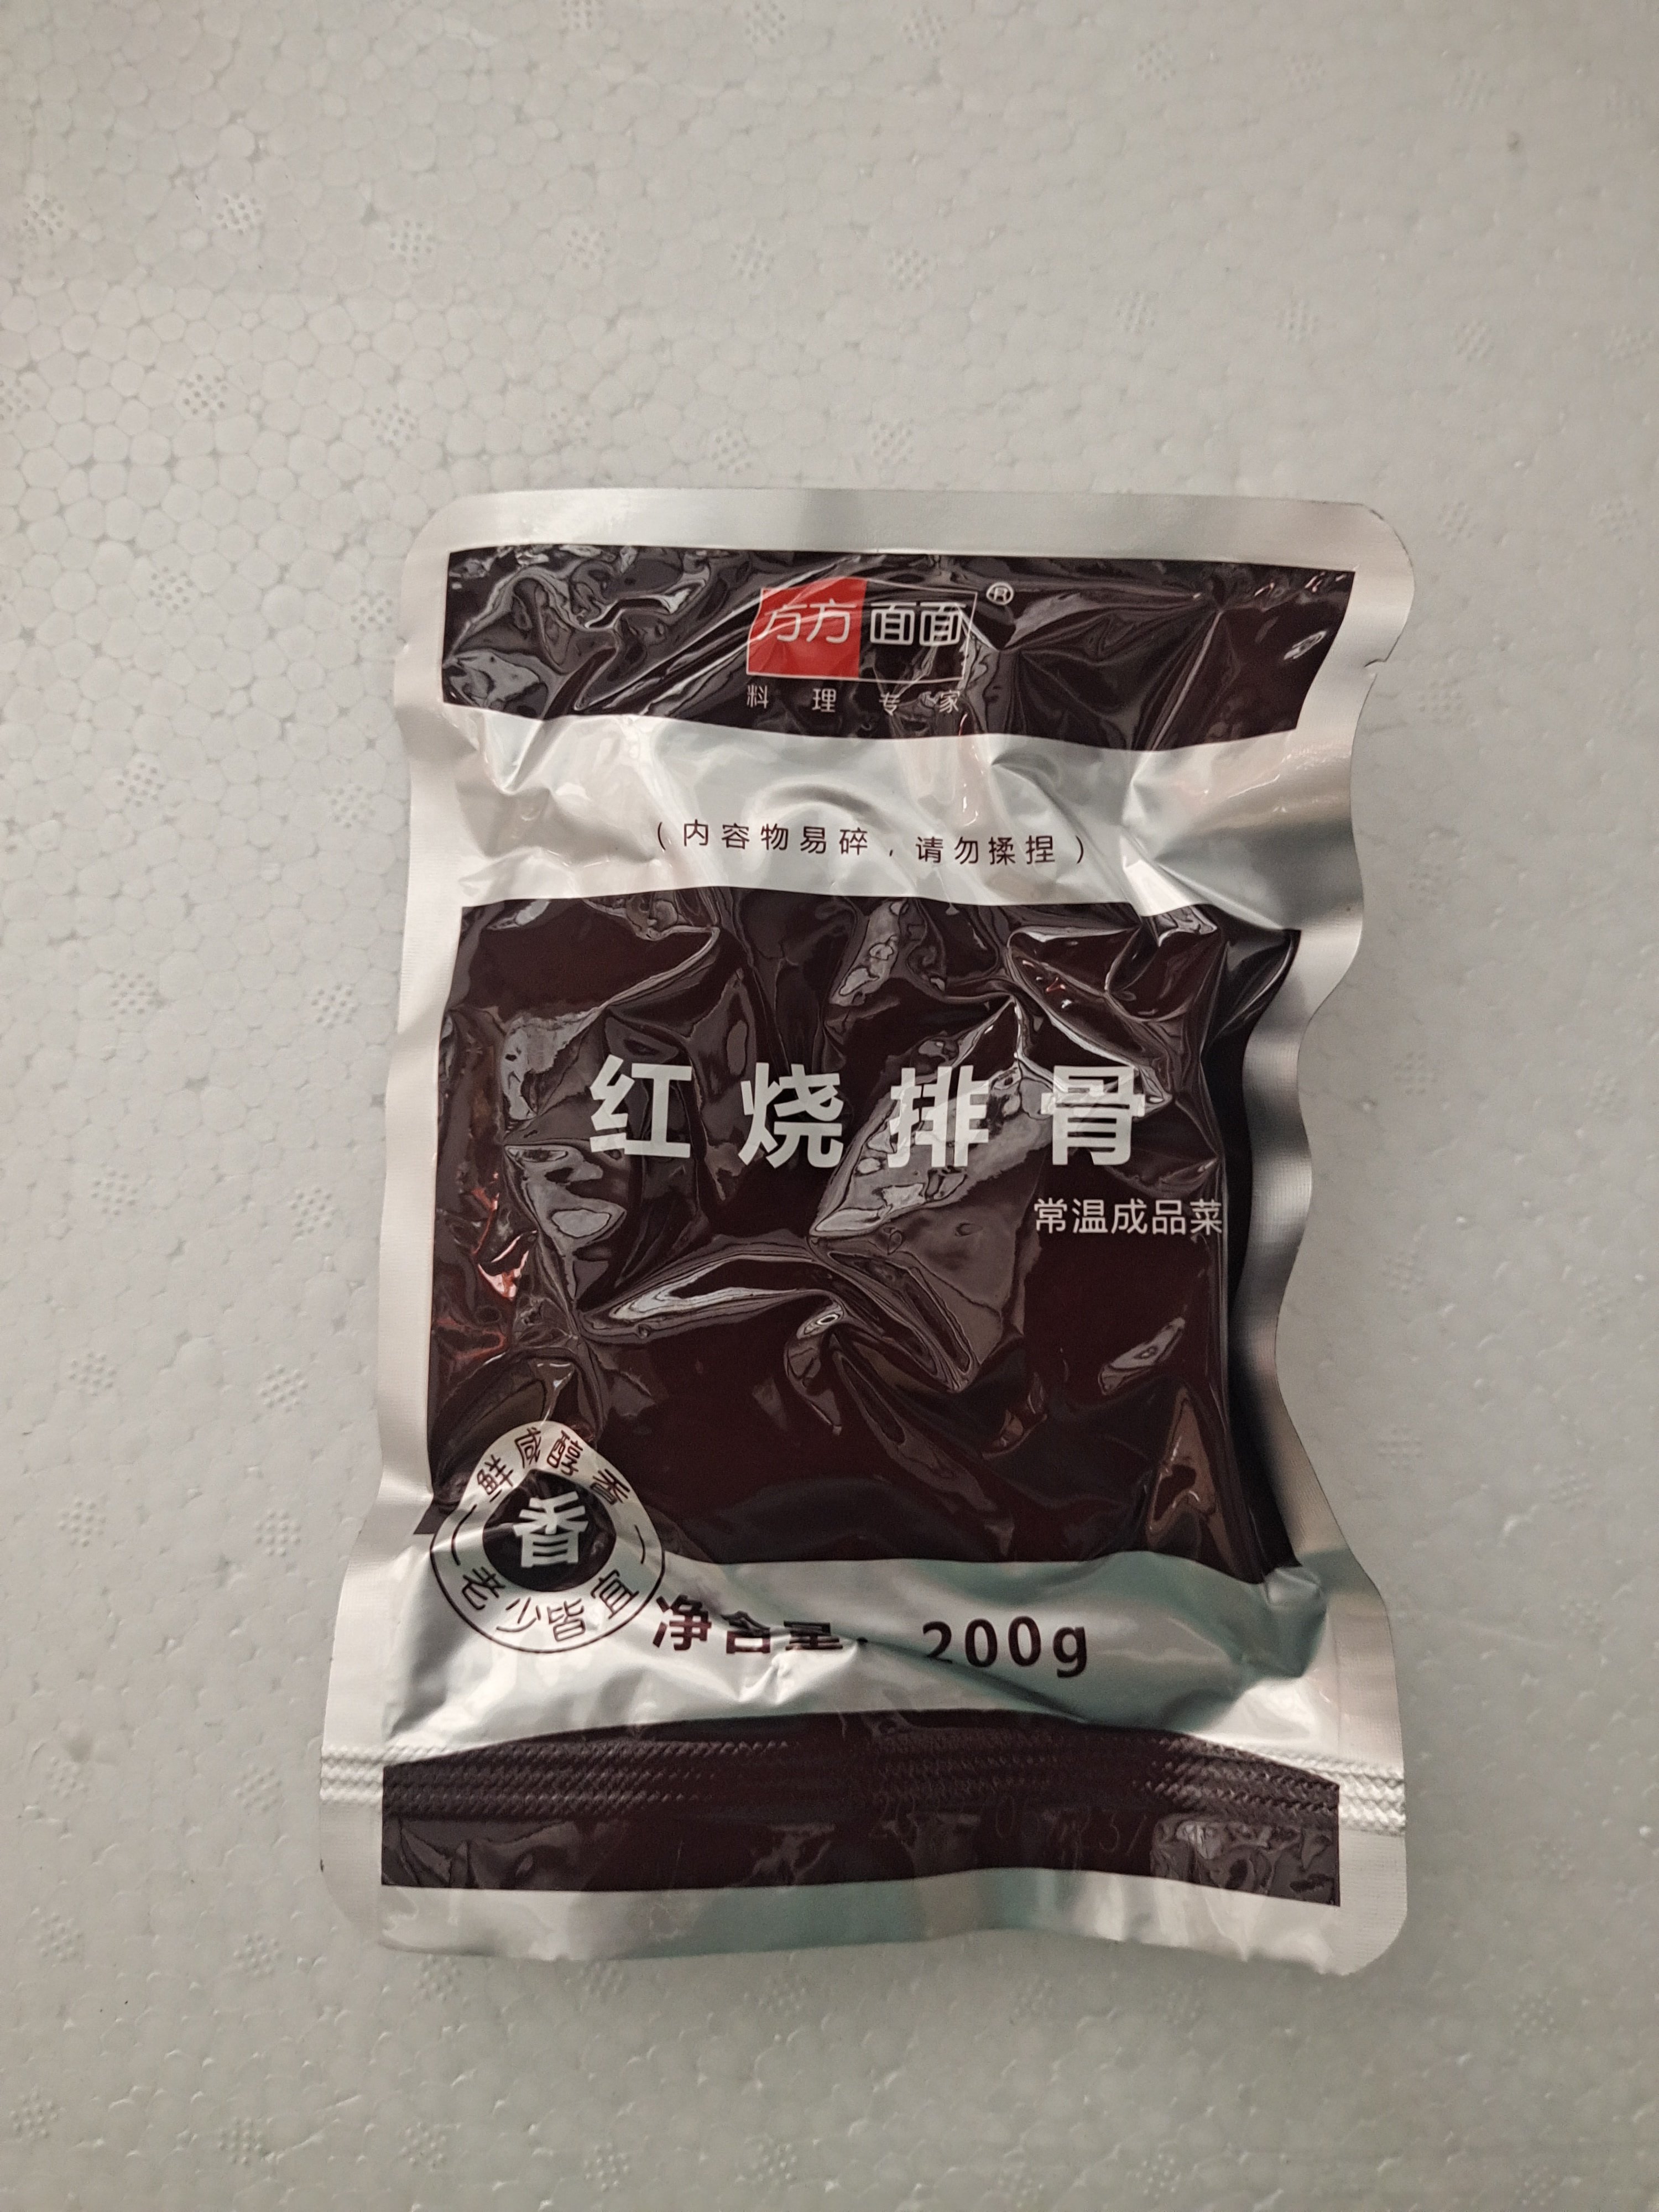 方方面面®
料理专家
（内容物易碎，请勿揉捏）
红烧排骨
常温成品菜
鲜咸醇香
香
老少皆宜
净含量： 200g